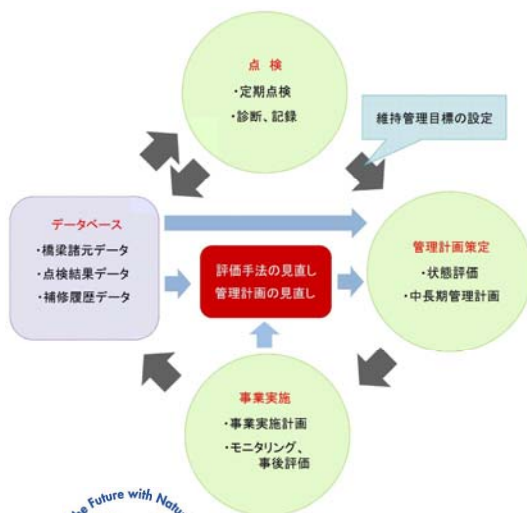 点 検
・定期点検
・診断、記録
維持管理目標の設定
データベース
・橋梁諸元データ
・点検結果データ
・補修履歴データ
評価手法の見直し
管理計画の見直し
管理計画策定
・状態評価
・中長期管理計画
事業実施
・事業実施計画
・モニタリング、
事後評価
the Future with Natu